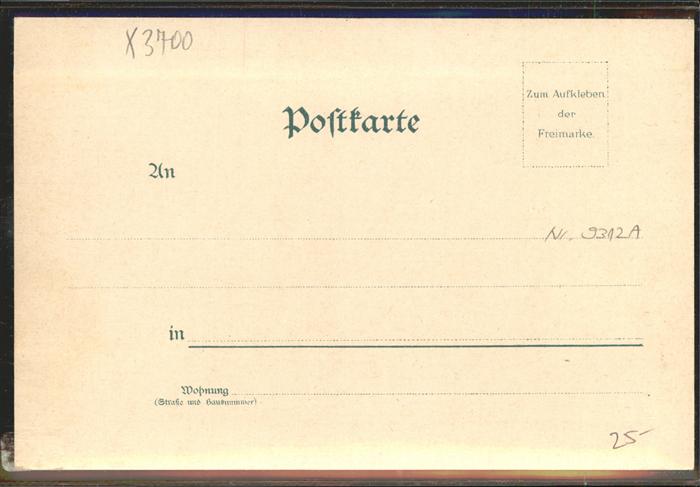 X3700
Postkarte
Zum Aufkleben
der
Freimarke.
An
Nr. 9312A
in
Wohnung
(Straße und Hausnummer)
25-